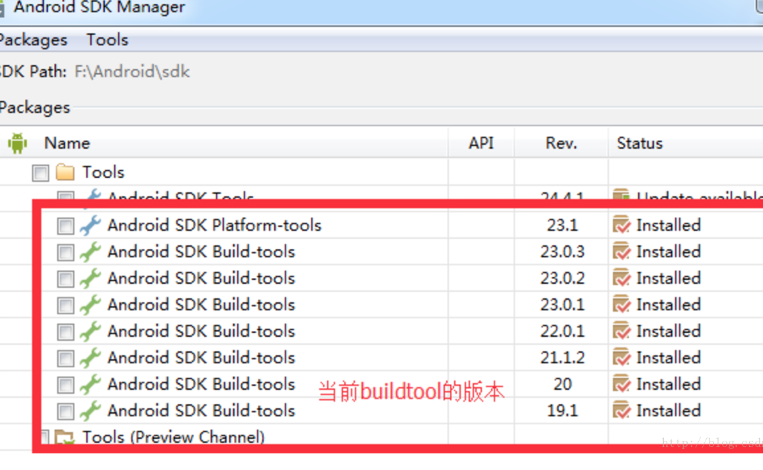 Android SDK Manager
Packages Tools
SDK Path: F:\Android\sdk
Packages
Name API Rev. Status
Tools
Android SDK Tools 24.4.1 Update available
Android SDK Platform-tools 23.1 Installed
Android SDK Build-tools 23.0.3 Installed
Android SDK Build-tools 23.0.2 Installed
Android SDK Build-tools 23.0.1 Installed
Android SDK Build-tools 22.0.1 Installed
Android SDK Build-tools 21.1.2 Installed
Android SDK Build-tools 20 Installed
当前buildtool的版本
Android SDK Build-tools 19.1 Installed
Tools (Preview Channel)